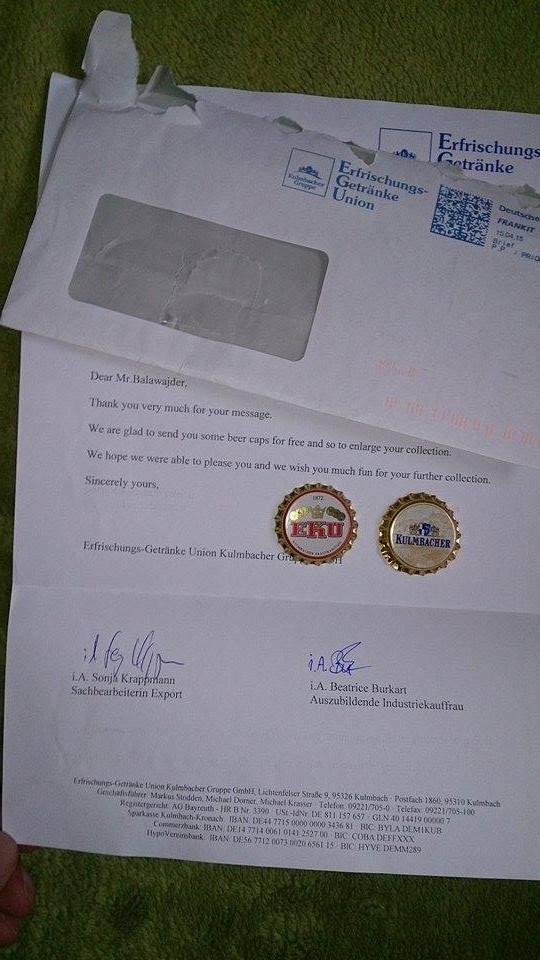 Erfrischungs-
Getränke
Kulmbacher
Gruppe
Erfrischungs-
Getränke
Union
Deutsche
FRANKIT
15.04.15
Brief
P.P. / PRIO
Dear Mr.Balawajder,
Thank you very much for your message.
We are glad to send you some beer caps for free and so to enlarge your collection.
We hope we were able to please you and we wish you much fun for your further collection.
Sincerely yours,
1872
EKU
KULMBACHER
Erfrischungs-Getränke Union Kulmbacher Gru H
i.A.
i.A. Sonja Krappmann
Sachbearbeiterin Export
i.A. Beatrice Burkart
Auszubildende Industriekauffrau
Erfrischungs-Getränke Union Kulmbacher Gruppe GmbH, Lichtenfelser Straße 9, 95326 Kulmbach · Postfach 1860, 95310 Kulmbach
Geschäftsführer: Markus Stodden, Michael Dorner, Michael Krauser · Telefon: 09221/705-0 · Telefax: 09221/705-100
Registergericht: AG Bayreuth - HR B Nr. 3390 · USt.-IdNr. DE 811 157 657 · GLN 40 14419 00000 7
Sparkasse Kulmbach-Kronach: IBAN: DE44 7715 0000 0000 3436 81 · BIC: BYLA DEM1KUB
Commerzbank: IBAN: DE14 7714 0061 0141 2527 00 · BIC: COBA DEFFXXX
HypoVereinsbank: IBAN: DE56 7712 0073 0020 6561 15 · BIC: HYVE DEMM289